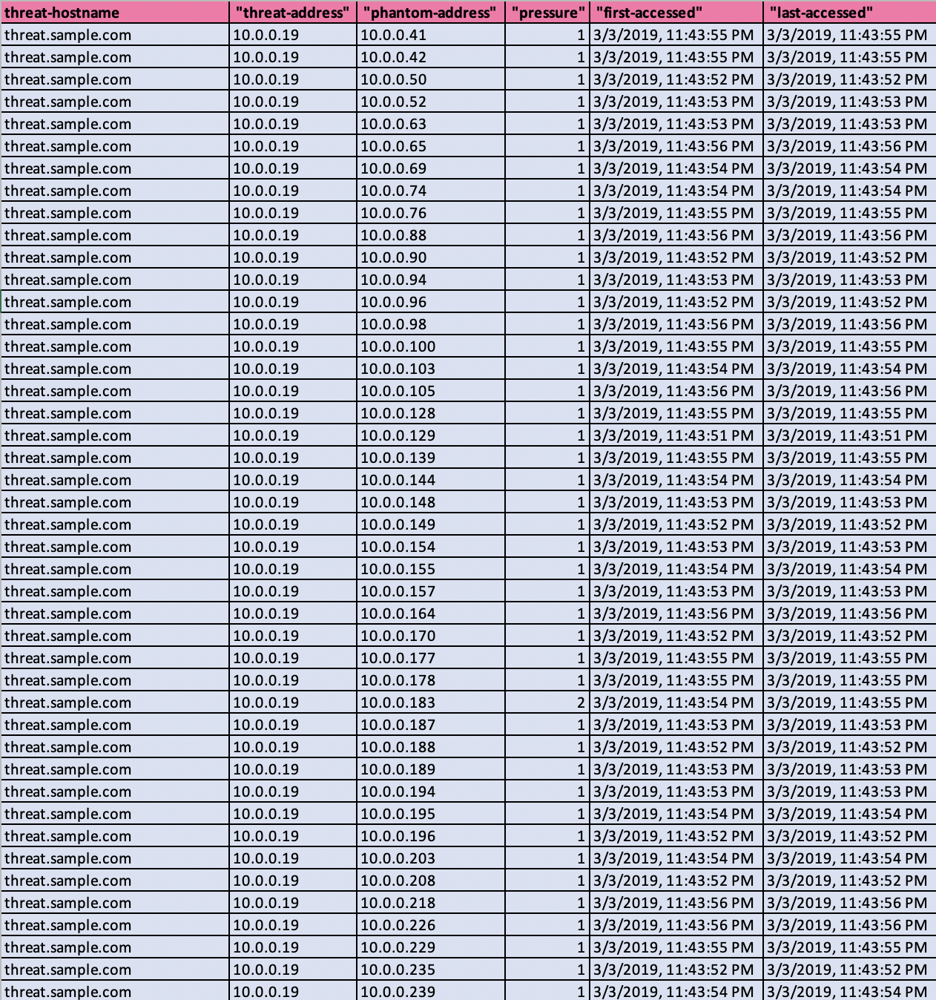 threat-hostname "threat-address" "phantom-address" "pressure" "first-accessed" "last-accessed"
threat.sample.com 10.0.0.19 10.0.0.41 1 3/3/2019, 11:43:55 PM 3/3/2019, 11:43:55 PM
threat.sample.com 10.0.0.19 10.0.0.42 1 3/3/2019, 11:43:55 PM 3/3/2019, 11:43:55 PM
threat.sample.com 10.0.0.19 10.0.0.50 1 3/3/2019, 11:43:52 PM 3/3/2019, 11:43:52 PM
threat.sample.com 10.0.0.19 10.0.0.52 1 3/3/2019, 11:43:53 PM 3/3/2019, 11:43:53 PM
threat.sample.com 10.0.0.19 10.0.0.63 1 3/3/2019, 11:43:53 PM 3/3/2019, 11:43:53 PM
threat.sample.com 10.0.0.19 10.0.0.65 1 3/3/2019, 11:43:56 PM 3/3/2019, 11:43:56 PM
threat.sample.com 10.0.0.19 10.0.0.69 1 3/3/2019, 11:43:54 PM 3/3/2019, 11:43:54 PM
threat.sample.com 10.0.0.19 10.0.0.74 1 3/3/2019, 11:43:54 PM 3/3/2019, 11:43:54 PM
threat.sample.com 10.0.0.19 10.0.0.76 1 3/3/2019, 11:43:55 PM 3/3/2019, 11:43:55 PM
threat.sample.com 10.0.0.19 10.0.0.88 1 3/3/2019, 11:43:56 PM 3/3/2019, 11:43:56 PM
threat.sample.com 10.0.0.19 10.0.0.90 1 3/3/2019, 11:43:52 PM 3/3/2019, 11:43:52 PM
threat.sample.com 10.0.0.19 10.0.0.94 1 3/3/2019, 11:43:53 PM 3/3/2019, 11:43:53 PM
threat.sample.com 10.0.0.19 10.0.0.96 1 3/3/2019, 11:43:52 PM 3/3/2019, 11:43:52 PM
threat.sample.com 10.0.0.19 10.0.0.98 1 3/3/2019, 11:43:56 PM 3/3/2019, 11:43:56 PM
threat.sample.com 10.0.0.19 10.0.0.100 1 3/3/2019, 11:43:55 PM 3/3/2019, 11:43:55 PM
threat.sample.com 10.0.0.19 10.0.0.103 1 3/3/2019, 11:43:54 PM 3/3/2019, 11:43:54 PM
threat.sample.com 10.0.0.19 10.0.0.105 1 3/3/2019, 11:43:56 PM 3/3/2019, 11:43:56 PM
threat.sample.com 10.0.0.19 10.0.0.128 1 3/3/2019, 11:43:55 PM 3/3/2019, 11:43:55 PM
threat.sample.com 10.0.0.19 10.0.0.129 1 3/3/2019, 11:43:51 PM 3/3/2019, 11:43:51 PM
threat.sample.com 10.0.0.19 10.0.0.139 1 3/3/2019, 11:43:55 PM 3/3/2019, 11:43:55 PM
threat.sample.com 10.0.0.19 10.0.0.144 1 3/3/2019, 11:43:54 PM 3/3/2019, 11:43:54 PM
threat.sample.com 10.0.0.19 10.0.0.148 1 3/3/2019, 11:43:53 PM 3/3/2019, 11:43:53 PM
threat.sample.com 10.0.0.19 10.0.0.149 1 3/3/2019, 11:43:52 PM 3/3/2019, 11:43:52 PM
threat.sample.com 10.0.0.19 10.0.0.154 1 3/3/2019, 11:43:53 PM 3/3/2019, 11:43:53 PM
threat.sample.com 10.0.0.19 10.0.0.155 1 3/3/2019, 11:43:54 PM 3/3/2019, 11:43:54 PM
threat.sample.com 10.0.0.19 10.0.0.157 1 3/3/2019, 11:43:53 PM 3/3/2019, 11:43:53 PM
threat.sample.com 10.0.0.19 10.0.0.164 1 3/3/2019, 11:43:56 PM 3/3/2019, 11:43:56 PM
threat.sample.com 10.0.0.19 10.0.0.170 1 3/3/2019, 11:43:52 PM 3/3/2019, 11:43:52 PM
threat.sample.com 10.0.0.19 10.0.0.177 1 3/3/2019, 11:43:55 PM 3/3/2019, 11:43:55 PM
threat.sample.com 10.0.0.19 10.0.0.178 1 3/3/2019, 11:43:55 PM 3/3/2019, 11:43:55 PM
threat.sample.com 10.0.0.19 10.0.0.183 2 3/3/2019, 11:43:54 PM 3/3/2019, 11:43:55 PM
threat.sample.com 10.0.0.19 10.0.0.187 1 3/3/2019, 11:43:53 PM 3/3/2019, 11:43:53 PM
threat.sample.com 10.0.0.19 10.0.0.188 1 3/3/2019, 11:43:52 PM 3/3/2019, 11:43:52 PM
threat.sample.com 10.0.0.19 10.0.0.189 1 3/3/2019, 11:43:53 PM 3/3/2019, 11:43:53 PM
threat.sample.com 10.0.0.19 10.0.0.194 1 3/3/2019, 11:43:53 PM 3/3/2019, 11:43:53 PM
threat.sample.com 10.0.0.19 10.0.0.195 1 3/3/2019, 11:43:54 PM 3/3/2019, 11:43:54 PM
threat.sample.com 10.0.0.19 10.0.0.196 1 3/3/2019, 11:43:52 PM 3/3/2019, 11:43:52 PM
threat.sample.com 10.0.0.19 10.0.0.203 1 3/3/2019, 11:43:54 PM 3/3/2019, 11:43:54 PM
threat.sample.com 10.0.0.19 10.0.0.208 1 3/3/2019, 11:43:52 PM 3/3/2019, 11:43:52 PM
threat.sample.com 10.0.0.19 10.0.0.218 1 3/3/2019, 11:43:56 PM 3/3/2019, 11:43:56 PM
threat.sample.com 10.0.0.19 10.0.0.226 1 3/3/2019, 11:43:56 PM 3/3/2019, 11:43:56 PM
threat.sample.com 10.0.0.19 10.0.0.229 1 3/3/2019, 11:43:55 PM 3/3/2019, 11:43:55 PM
threat.sample.com 10.0.0.19 10.0.0.235 1 3/3/2019, 11:43:52 PM 3/3/2019, 11:43:52 PM
threat.sample.com 10.0.0.19 10.0.0.239 1 3/3/2019, 11:43:54 PM 3/3/2019, 11:43:54 PM